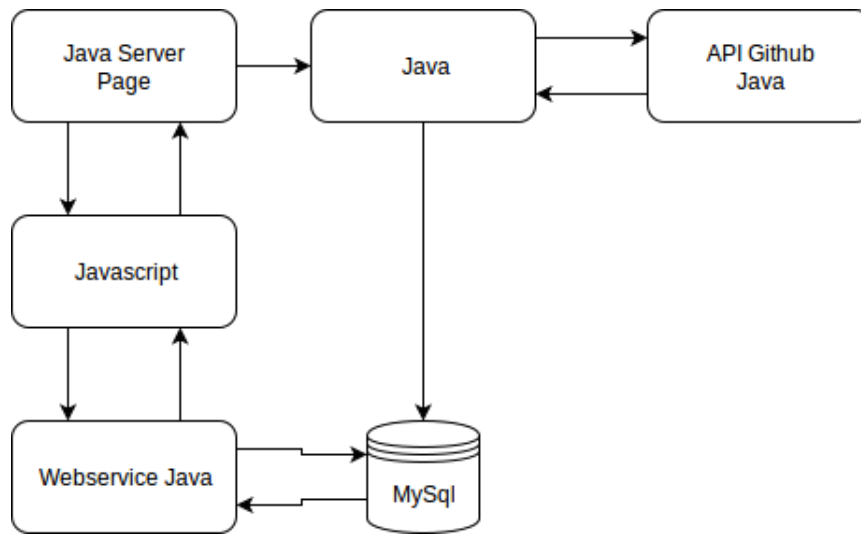 Java Server
Page
Java
API Github
Java
Javascript
Webservice Java
MySql